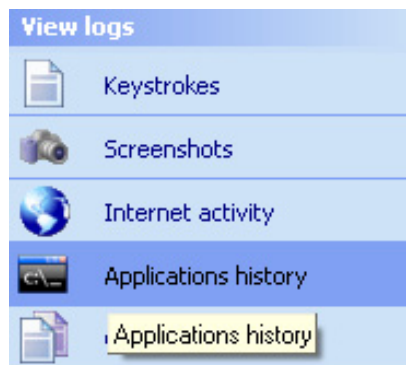 View logs
Keystrokes
Screenshots
Internet activity
C:\_
Applications history
Applications history